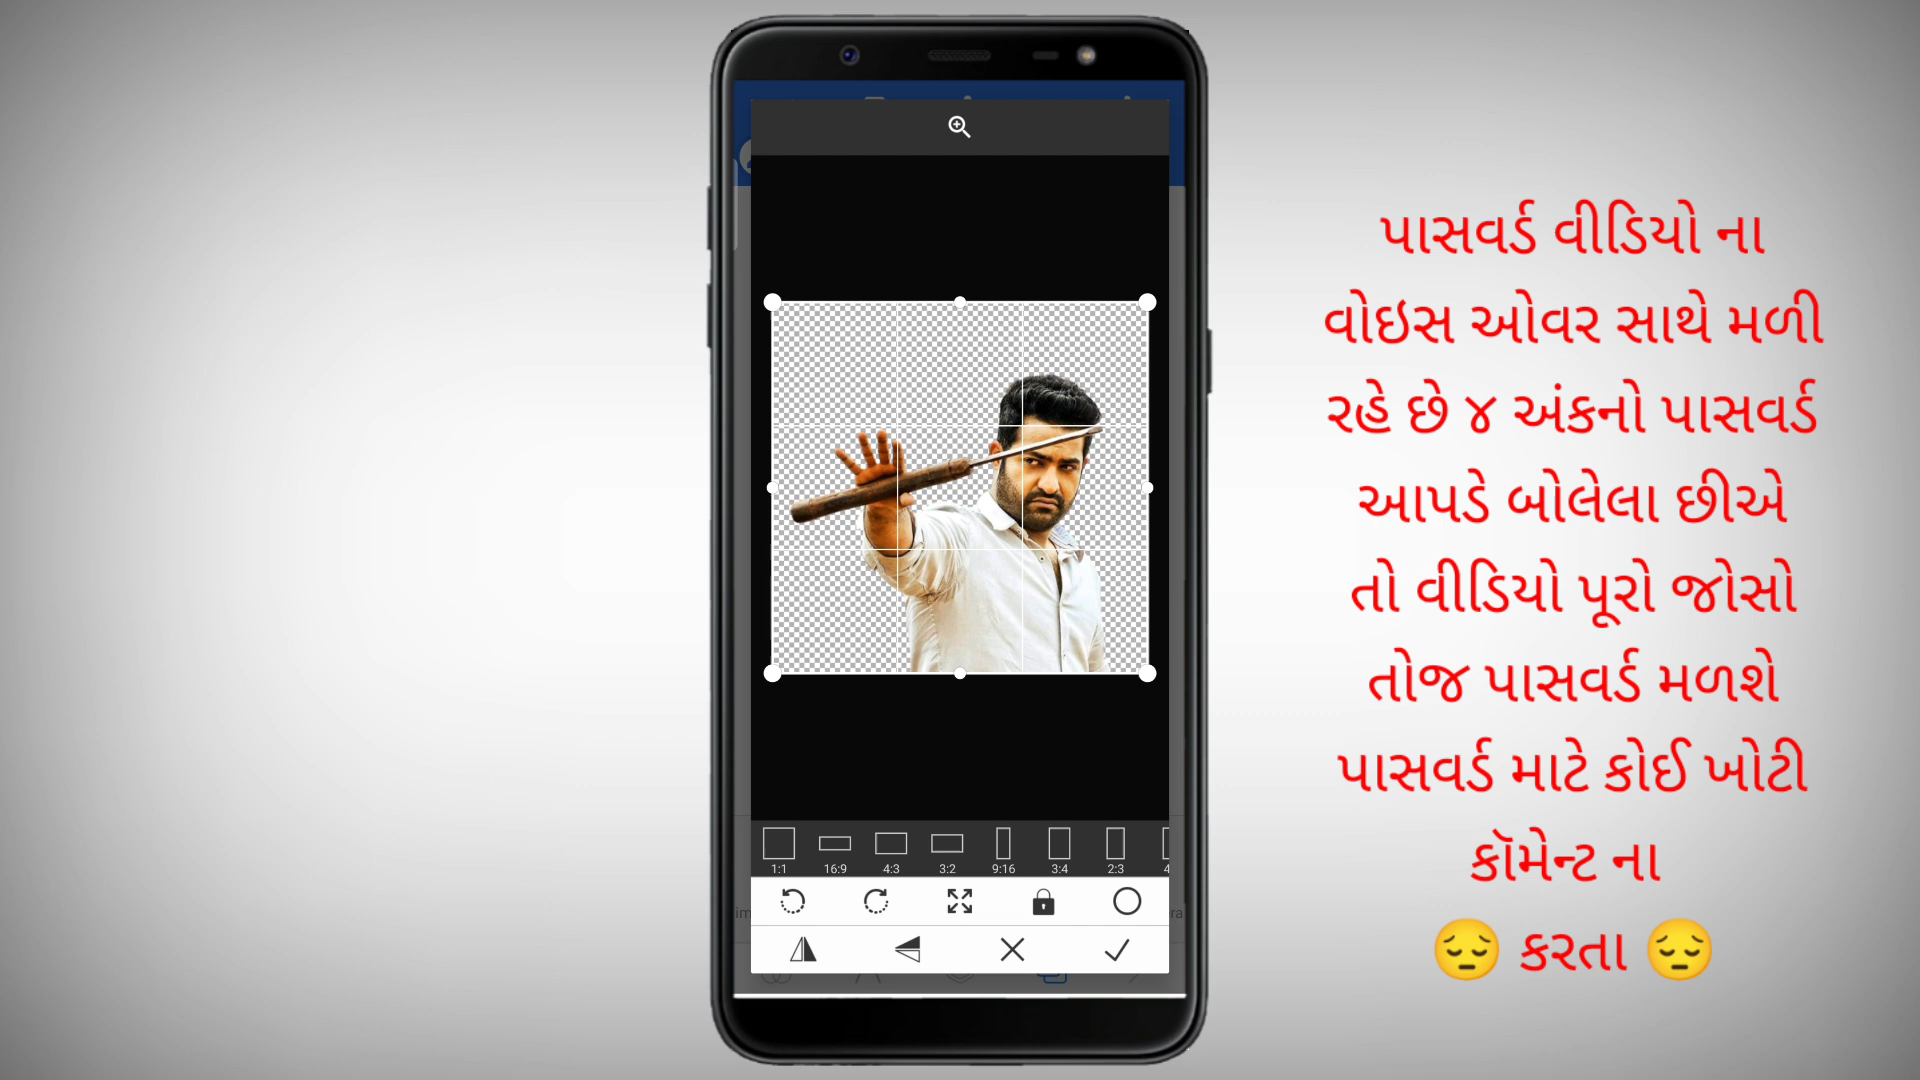 પાસવર્ડ વીડિયો ના
વોઇસ ઓવર સાથે મળી
રહે છે ૪ અંકનો પાસવર્ડ
આપડે બોલેલા છીએ
તો વીડિયો પૂરો જોસો
તોજ પાસવર્ડ મળશે
પાસવર્ડ માટે કોઈ ખોટી
કૉમેન્ટ ના
😔 કરતા 😔
1:1 16:9 4:3 3:2 9:16 3:4 2:3